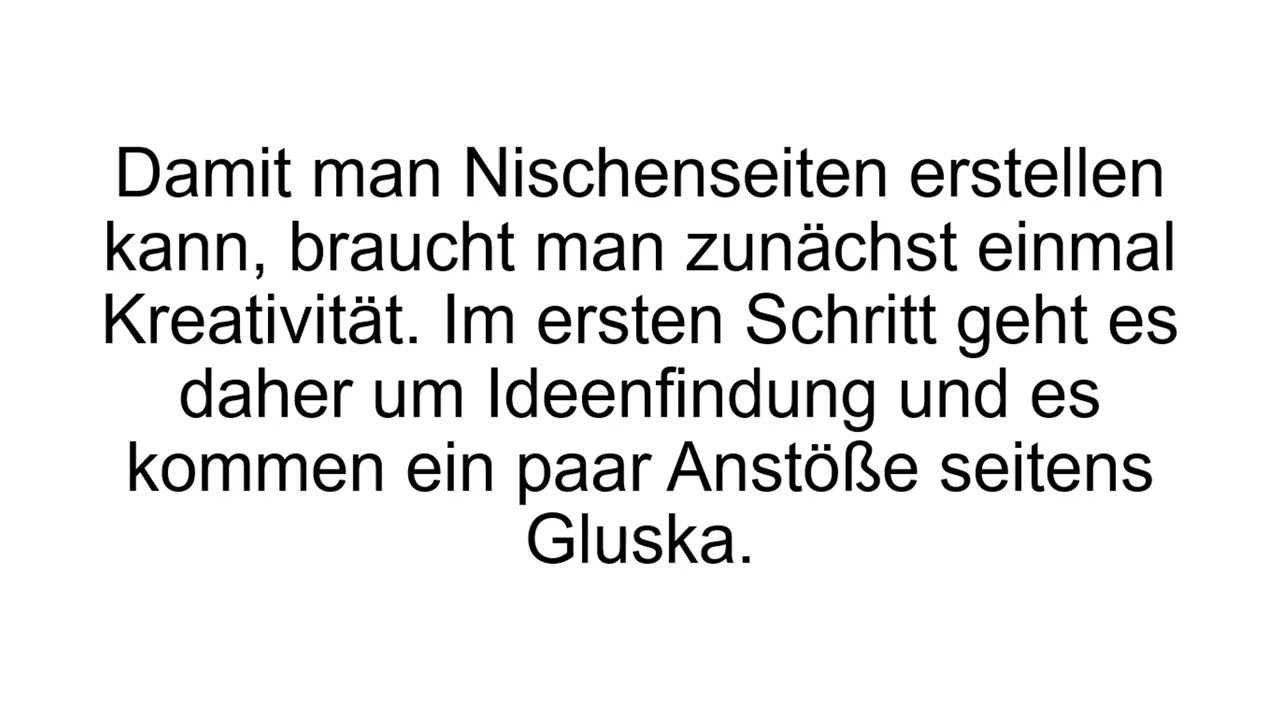 Damit man Nischenseiten erstellen
kann, braucht man zunächst einmal
Kreativität. Im ersten Schritt geht es
daher um Ideenfindung und es
kommen ein paar Anstöße seitens
Gluska.